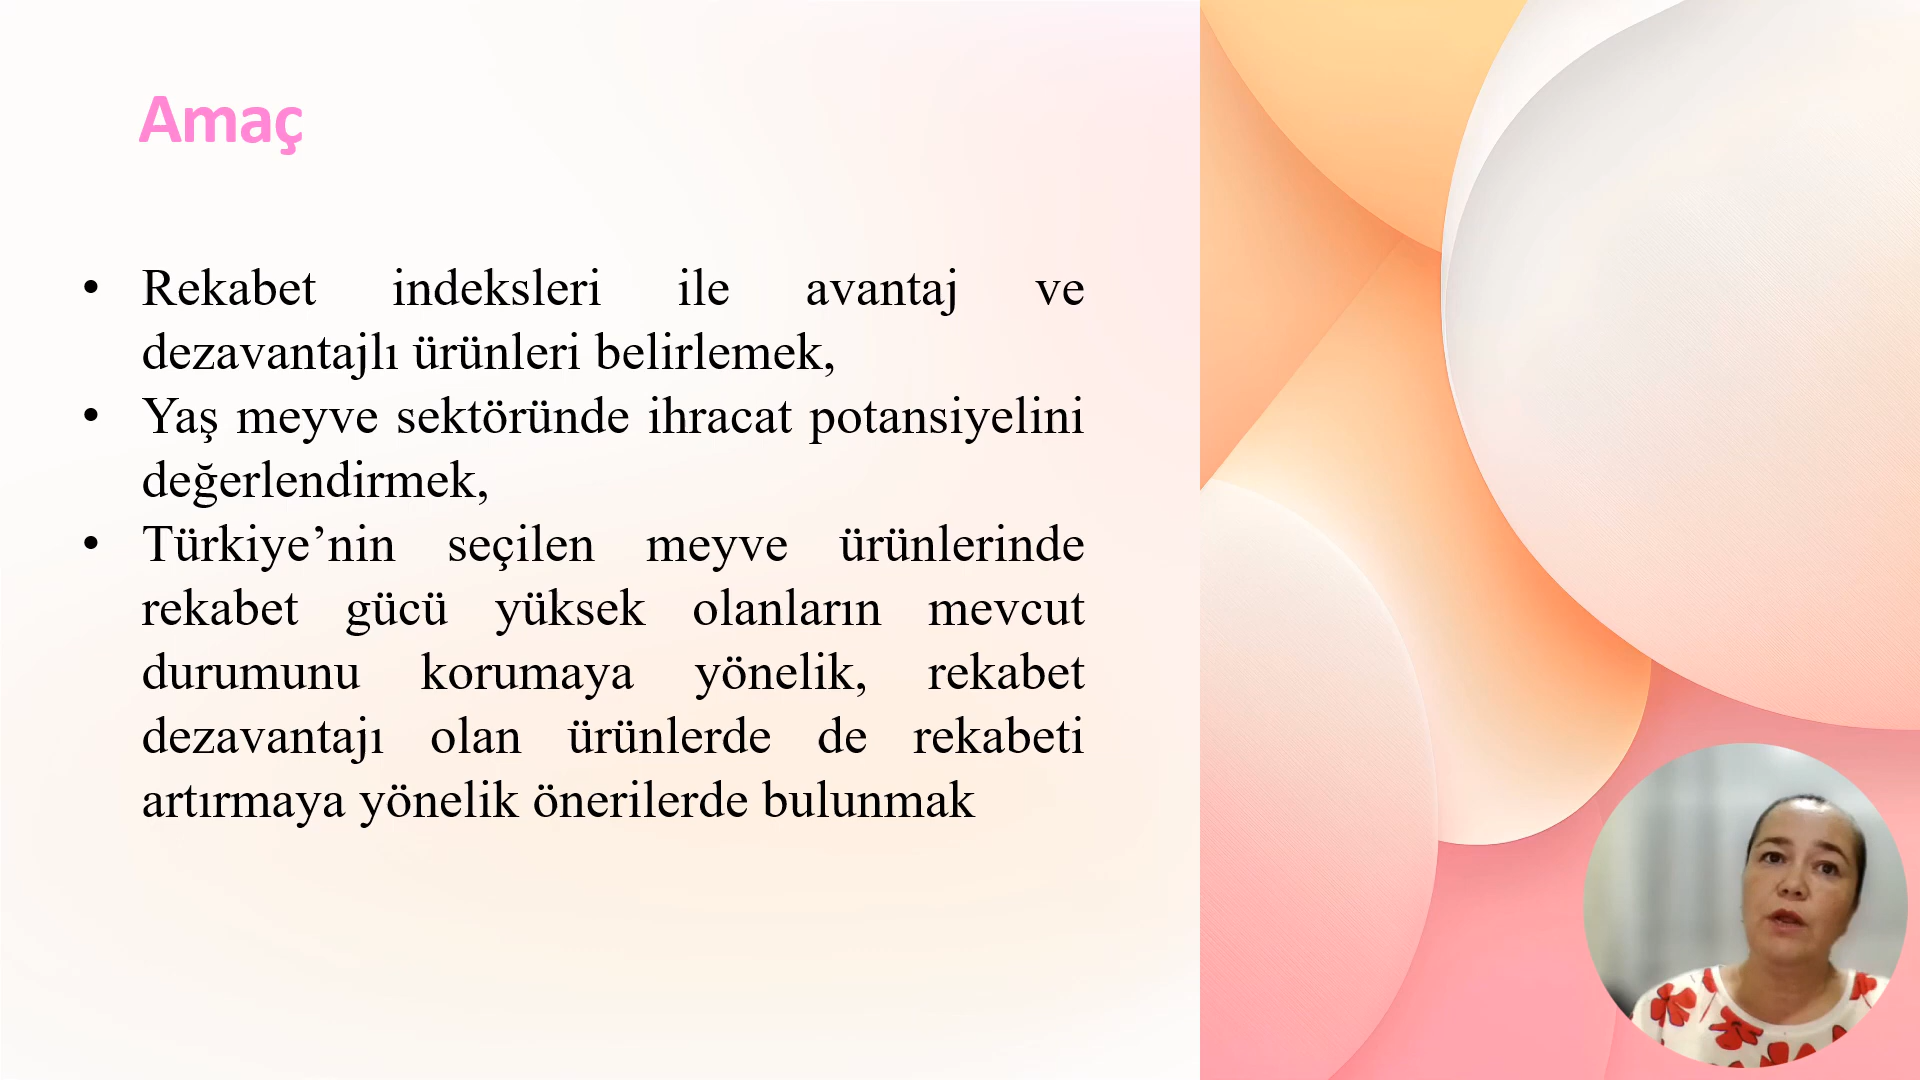 Amaç
• Rekabet indeksleri ile avantaj ve
dezavantajlı ürünleri belirlemek,
• Yaş meyve sektöründe ihracat potansiyelini
değerlendirmek,
• Türkiye’nin seçilen meyve ürünlerinde
rekabet gücü yüksek olanların mevcut
durumunu korumaya yönelik, rekabet
dezavantajı olan ürünlerde de rekabeti
artırmaya yönelik önerilerde bulunmak